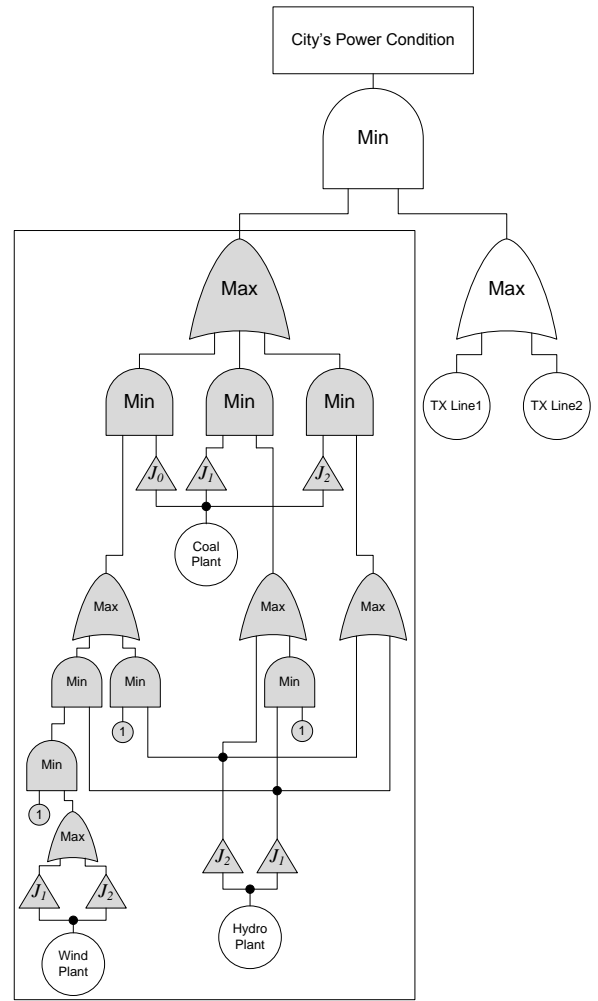 City's Power Condition
Min
Max
Max
Min
Min
Min
TX Line1
TX Line2
J0
J1
J2
Coal
Plant
Max
Max
Max
Min
Min
Min
1
1
Min
1
Max
J1
J2
J2
J1
Wind
Plant
Hydro
Plant